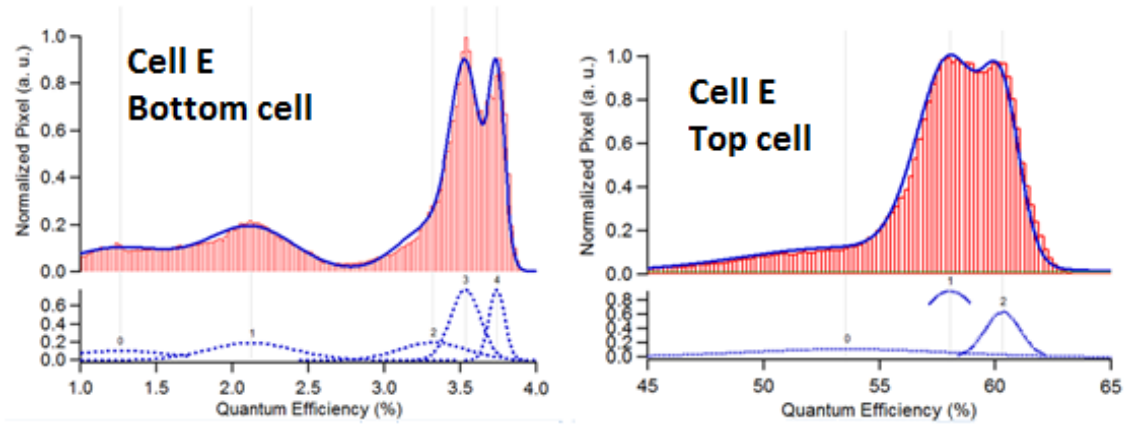 Cell E
Bottom cell
Normalized Pixel (a. u.)
1.0
0.8
0.6
0.4
0.2
0.0
3 4
0.6
0.4
0.2
0.0
0 1 2
1.0 1.5 2.0 2.5 3.0 3.5 4.0
Quantum Efficiency (%)
Cell E
Top cell
Normalized Pixel (a. u.)
1.0
0.8
0.6
0.4
0.2
0.0
1
2
0.8
0.6
0.4
0.2
0.0
0
45 50 55 60 65
Quantum Efficiency (%)